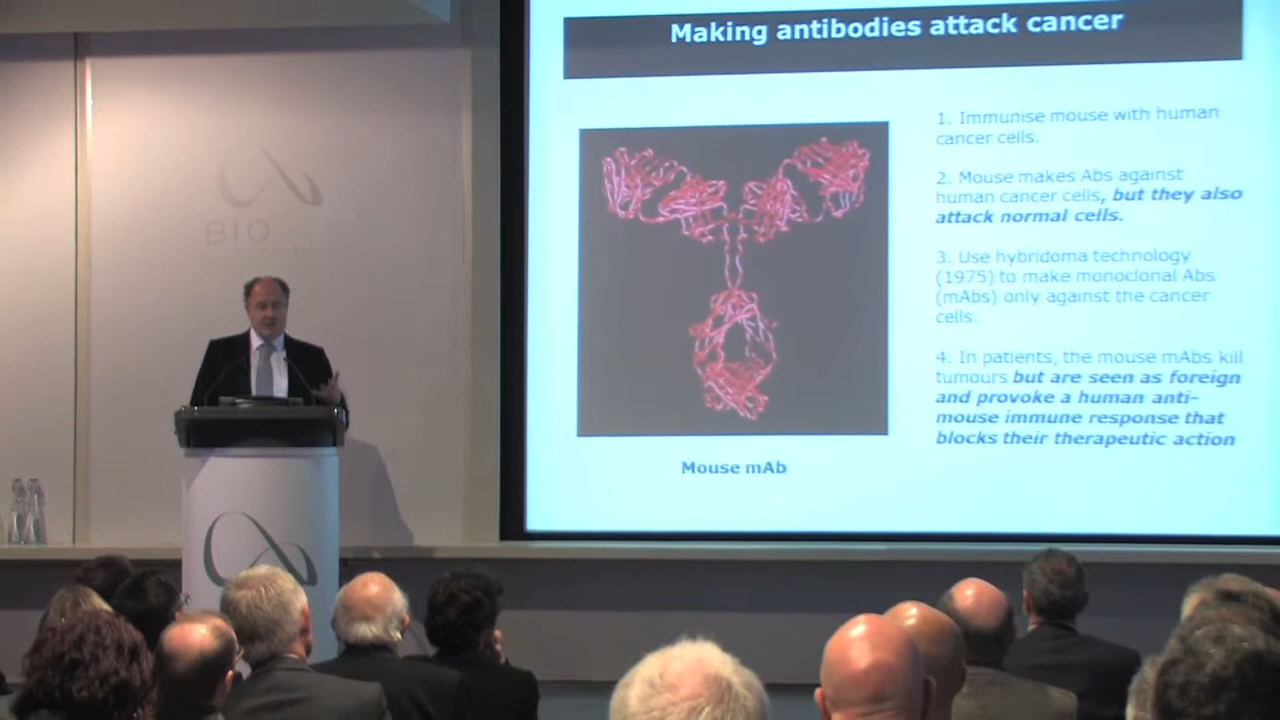 Making antibodies attack cancer
1. Immunise mouse with human
cancer cells.
2. Mouse makes Abs against
human cancer cells, but they also
attack normal cells.
3. Use hybridoma technology
(1975) to make monoclonal Abs
(mAbs) only against the cancer
cells.
4. In patients, the mouse mAbs kill
tumours but are seen as foreign
and provoke a human anti-
mouse immune response that
blocks their therapeutic action
Mouse mAb
BIO